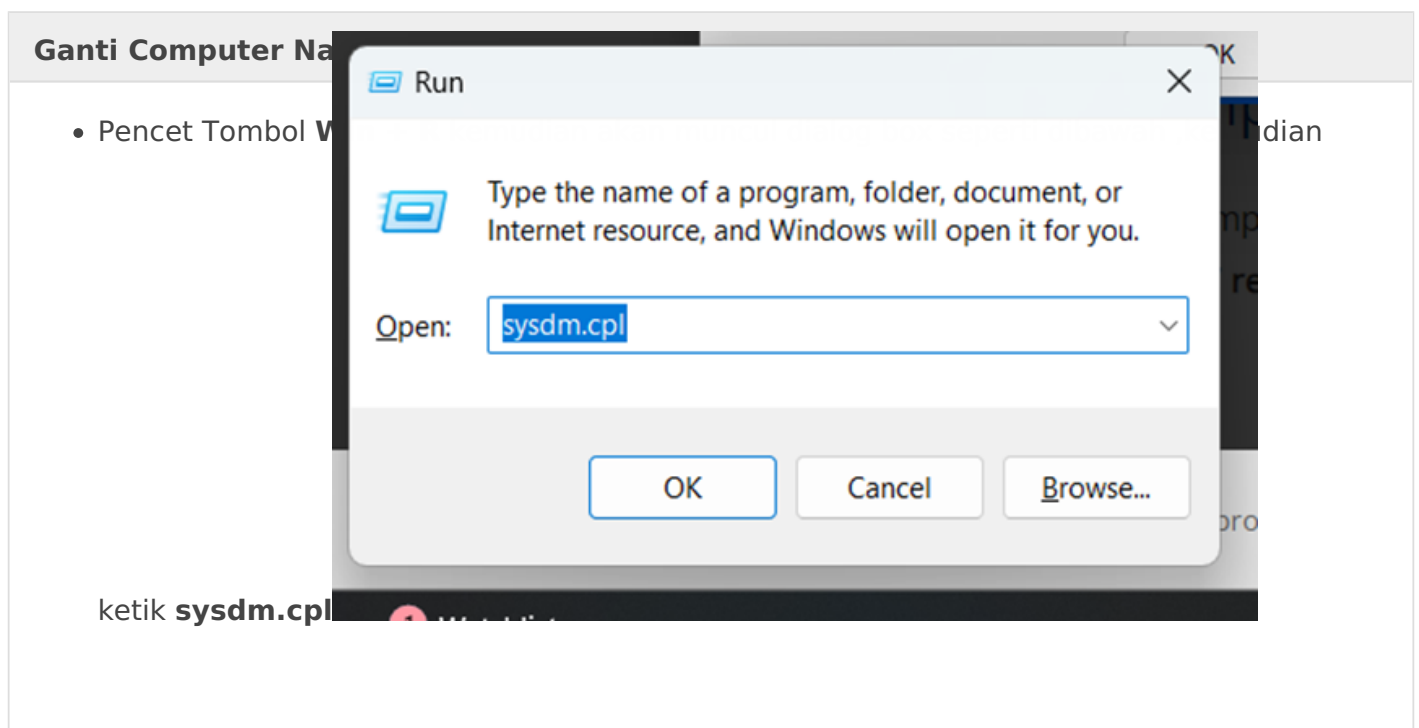 Ganti Computer Na
OK
Run
• Pencet Tombol
dian
Type the name of a program, folder, document, or
Internet resource, and Windows will open it for you.
Open: sysdm.cpl
OK Cancel Browse...
ketik sysdm.cpl